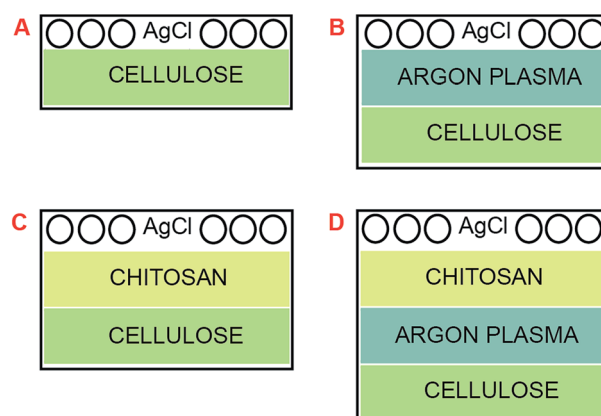 A
AgCl
CELLULOSE
B
AgCl
ARGON PLASMA
CELLULOSE
C
AgCl
CHITOSAN
CELLULOSE
D
AgCl
CHITOSAN
ARGON PLASMA
CELLULOSE